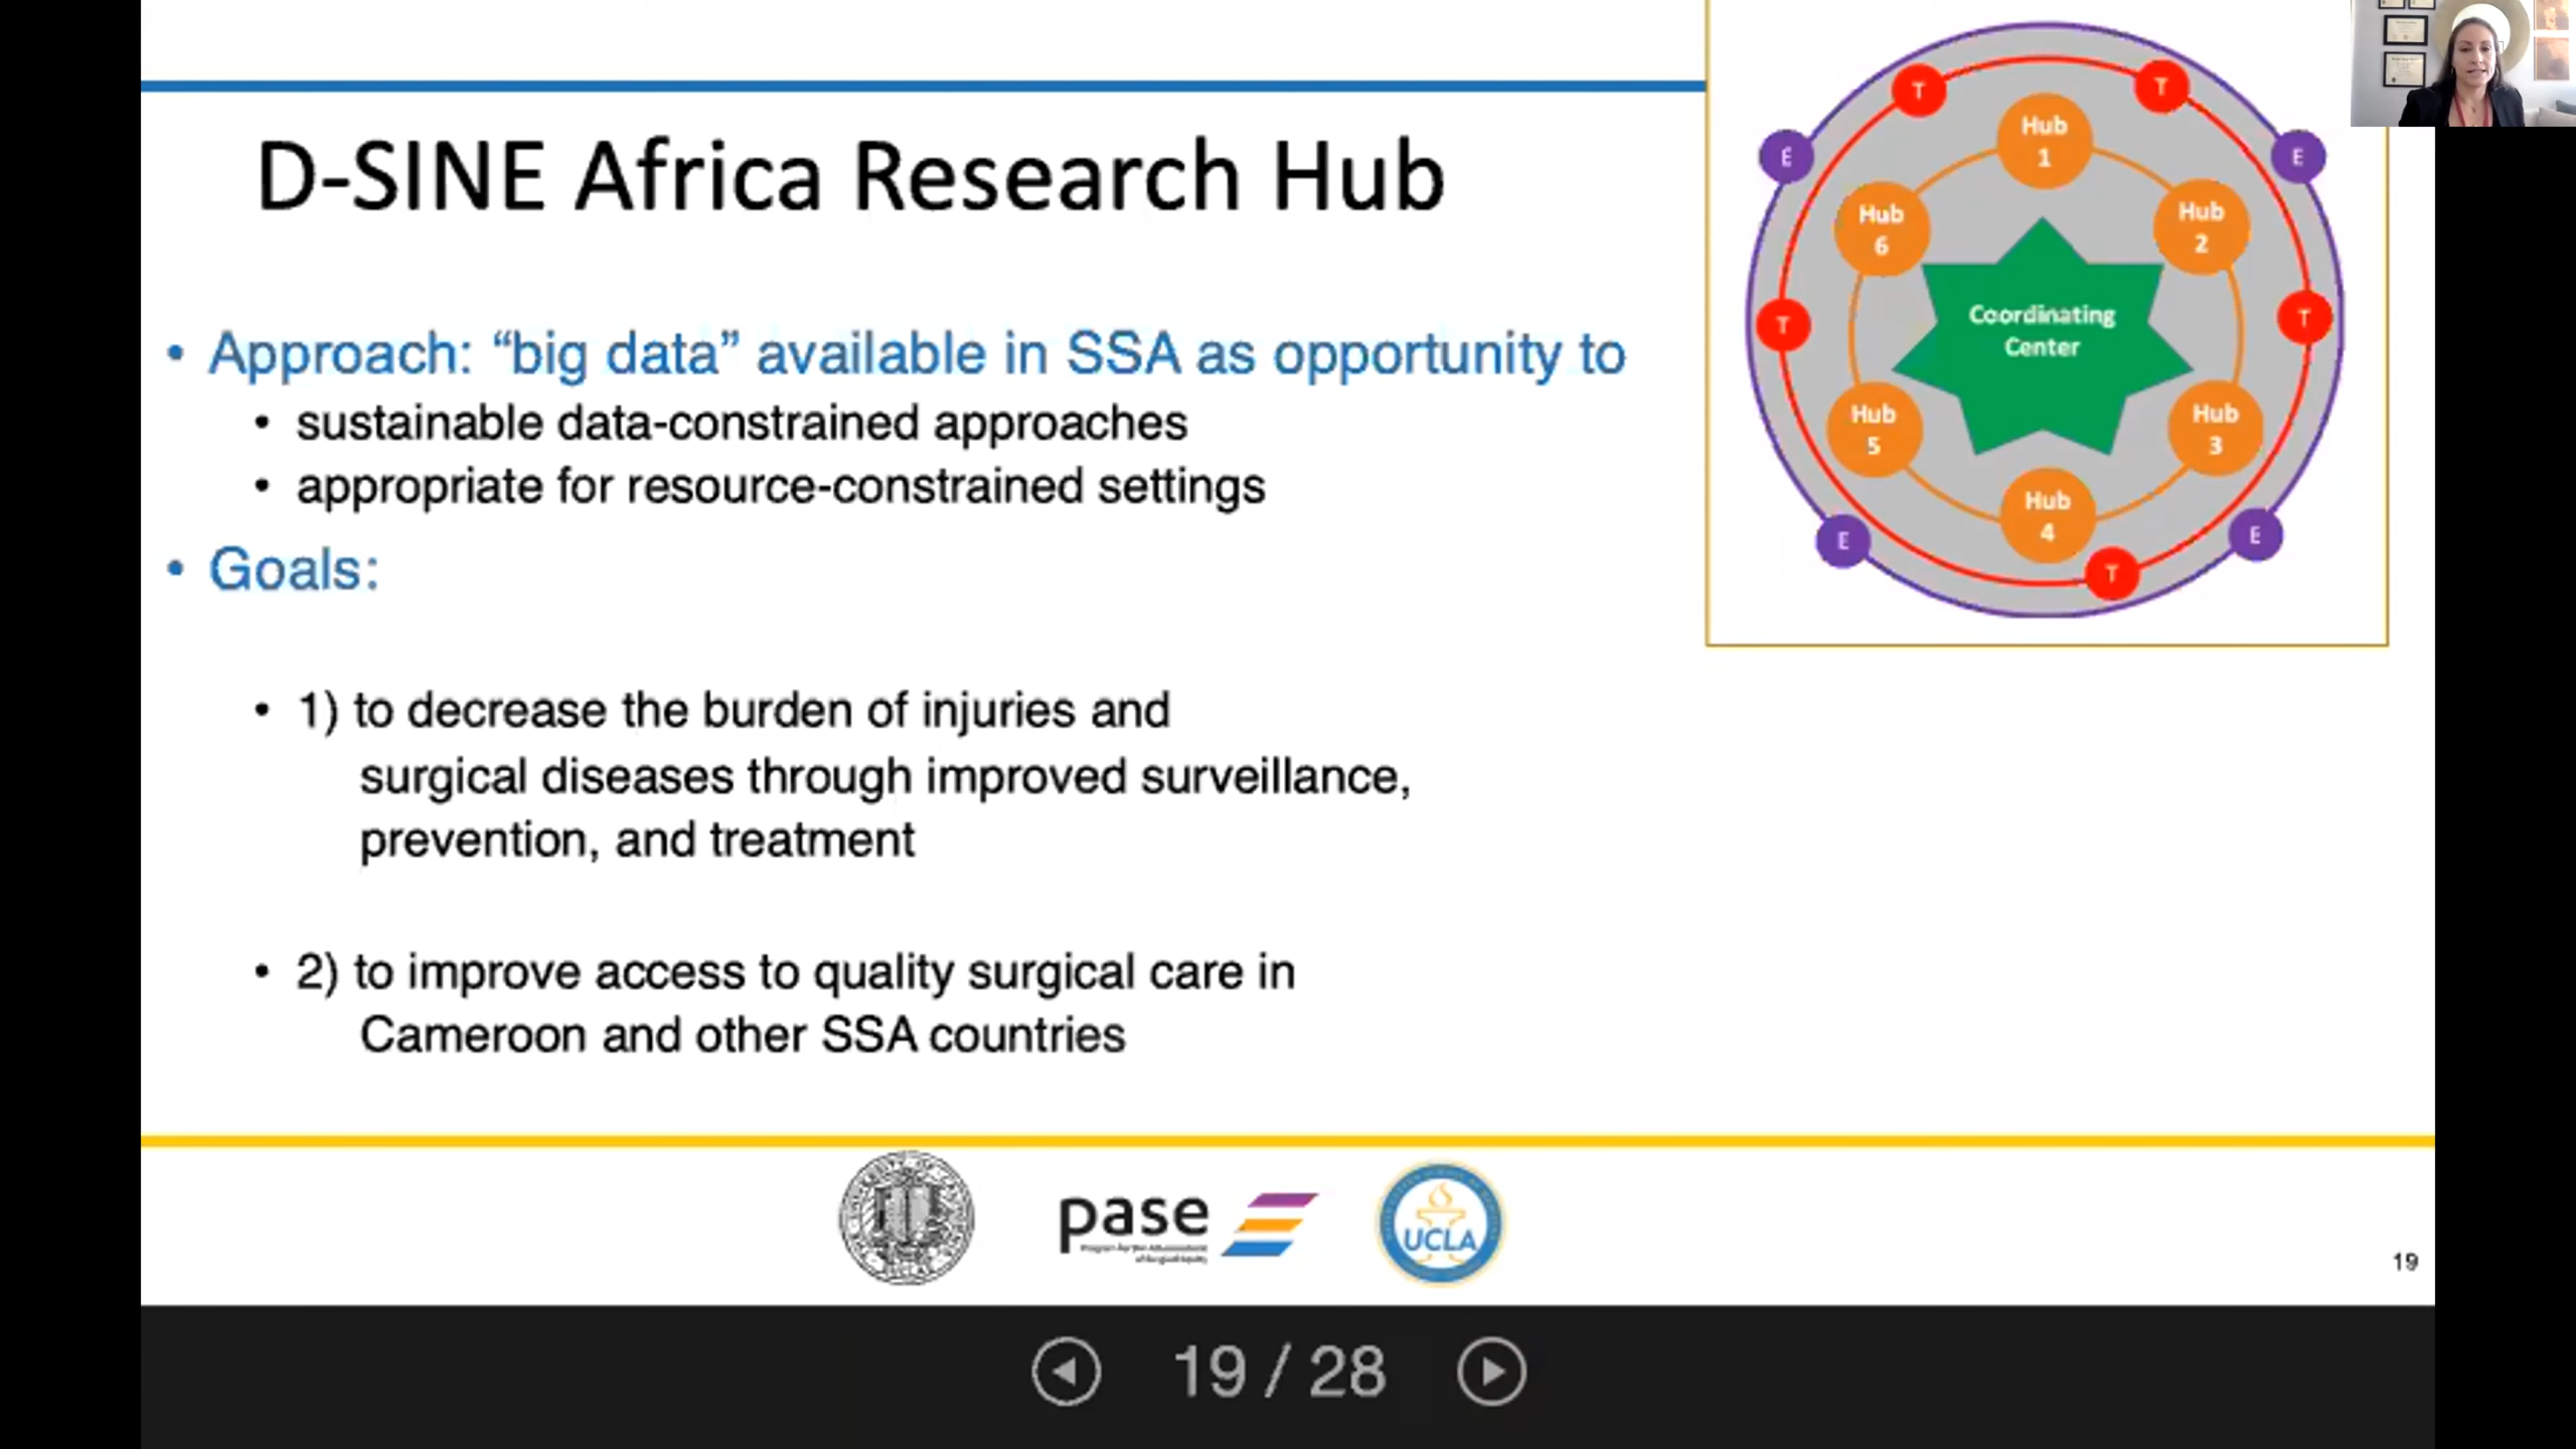 D-SINE Africa Research Hub
• Approach: “big data” available in SSA as opportunity to
• sustainable data-constrained approaches
• appropriate for resource-constrained settings
• Goals:
• 1) to decrease the burden of injuries and
surgical diseases through improved surveillance,
prevention, and treatment
• 2) to improve access to quality surgical care in
Cameroon and other SSA countries
T
T
E
E
Hub
1
Hub
6
Hub
2
Coordinating
Center
T
T
Hub
5
Hub
3
Hub
4
E
E
T
pase
UCLA
19
19 / 28